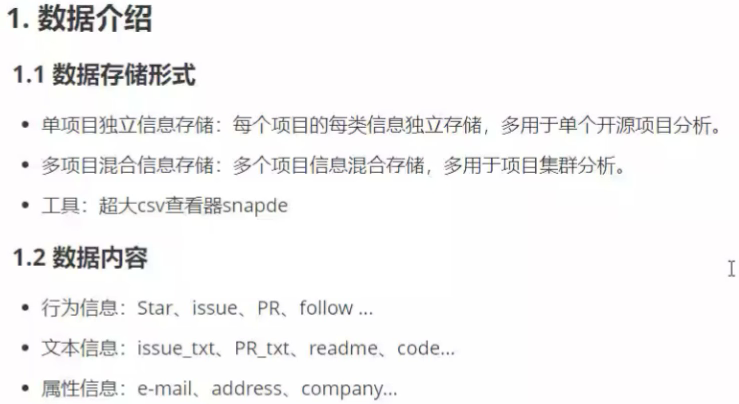 1. 数据介绍
1.1 数据存储形式
• 单项目独立信息存储：每个项目的每类信息独立存储，多用于单个开源项目分析。
• 多项目混合信息存储：多个项目信息混合存储，多用于项目集群分析。
• 工具：超大csv查看器snapde
1.2 数据内容
• 行为信息：Star、issue、PR、follow ...
• 文本信息：issue_txt、PR_txt、readme、code...
• 属性信息：e-mail、address、company...